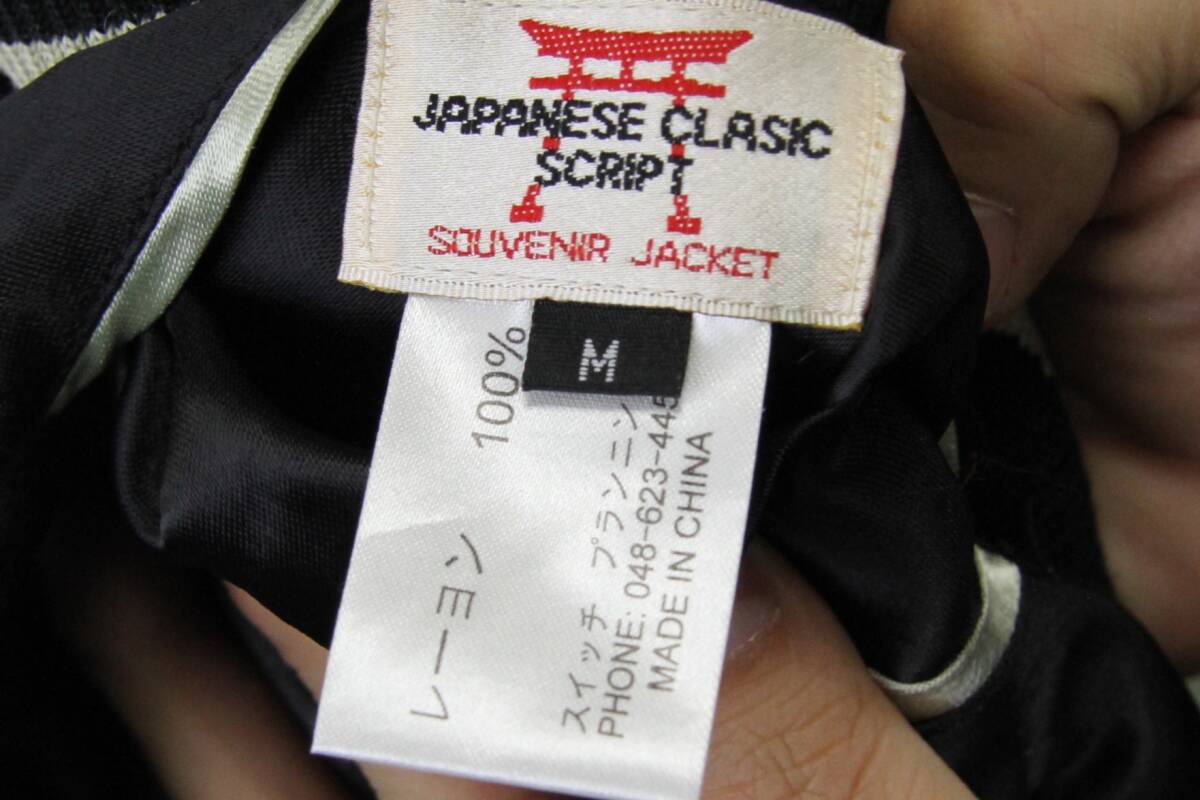 JAPANESE CLASIC
SCRIPT
SOUVENIR JACKET
M
レーヨン 100%
スイッチ プランニン
PHONE: 048-623-445
MADE IN CHINA